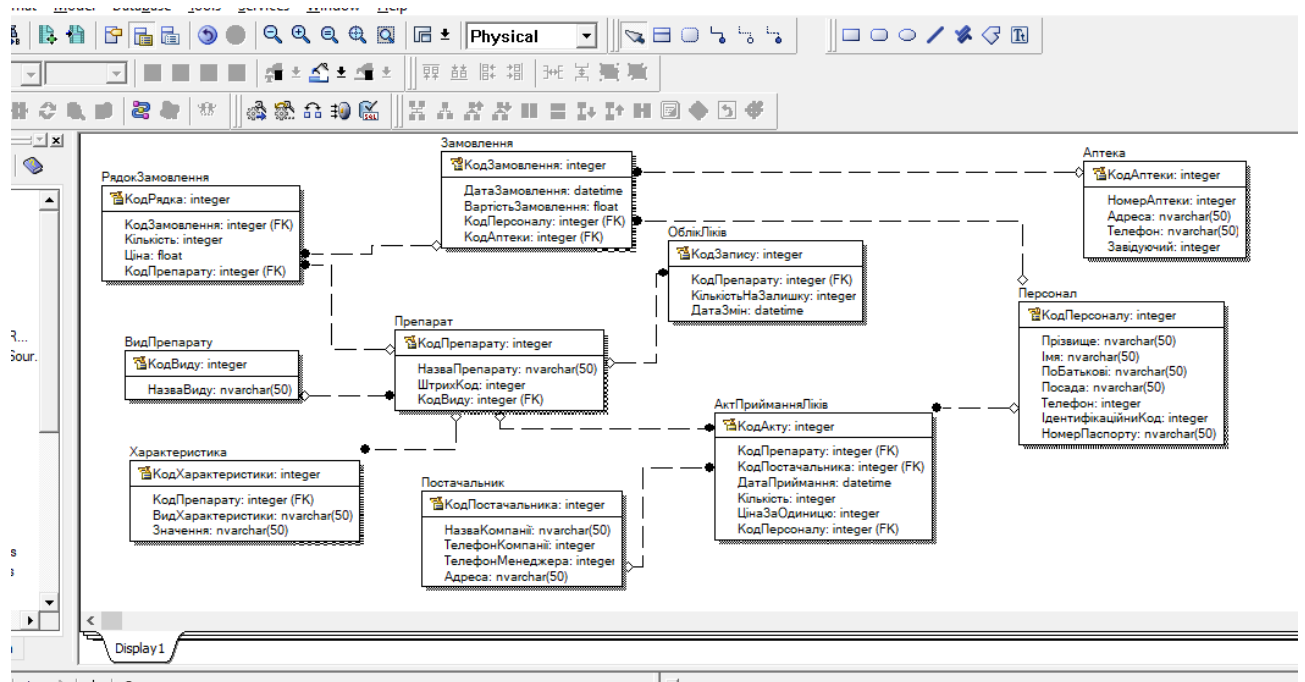 Model Database Tools Services Window Help
Physical
Замовлення
КодЗамовлення: integer
ДатаЗамовлення: datetime
ВартістьЗамовлення: float
КодПерсоналу: integer (FK)
КодАптеки: integer (FK)
Аптека
КодАптеки: integer
НомерАптеки: integer
Адреса: nvarchar(50)
Телефон: nvarchar(50)
Завідуючий: integer
РядокЗамовлення
КодРядка: integer
КодЗамовлення: integer (FK)
Кількість: integer
Ціна: float
КодПрепарату: integer (FK)
ОблікЛіків
КодЗапису: integer
КодПрепарату: integer (FK)
КількістьНаЗалишку: integer
ДатаЗмін: datetime
Персонал
КодПерсоналу: integer
Прізвище: nvarchar(50)
Імя: nvarchar(50)
ПоБатькові: nvarchar(50)
Посада: nvarchar(50)
Телефон: integer
ІдентифікаційниКод: integer
НомерПаспорту: nvarchar(50)
Препарат
КодПрепарату: integer
НазваПрепарату: nvarchar(50)
ШтрихКод: integer
КодВиду: integer (FK)
ВидПрепарату
КодВиду: integer
НазваВиду: nvarchar(50)
АктПрийманняЛіків
КодАкту: integer
КодПрепарату: integer (FK)
КодПостачальника: integer (FK)
ДатаПриймання: datetime
Кількість: integer
ЦінаЗаОдиницю: integer
КодПерсоналу: integer (FK)
Характеристика
КодХарактеристики: integer
КодПрепарату: integer (FK)
ВидХарактеристики: nvarchar(50)
Значення: nvarchar(50)
Постачальник
КодПостачальника: integer
НазваКомпанії: nvarchar(50)
ТелефонКомпанії: integer
ТелефонМенеджера: integer
Адреса: nvarchar(50)
Display1